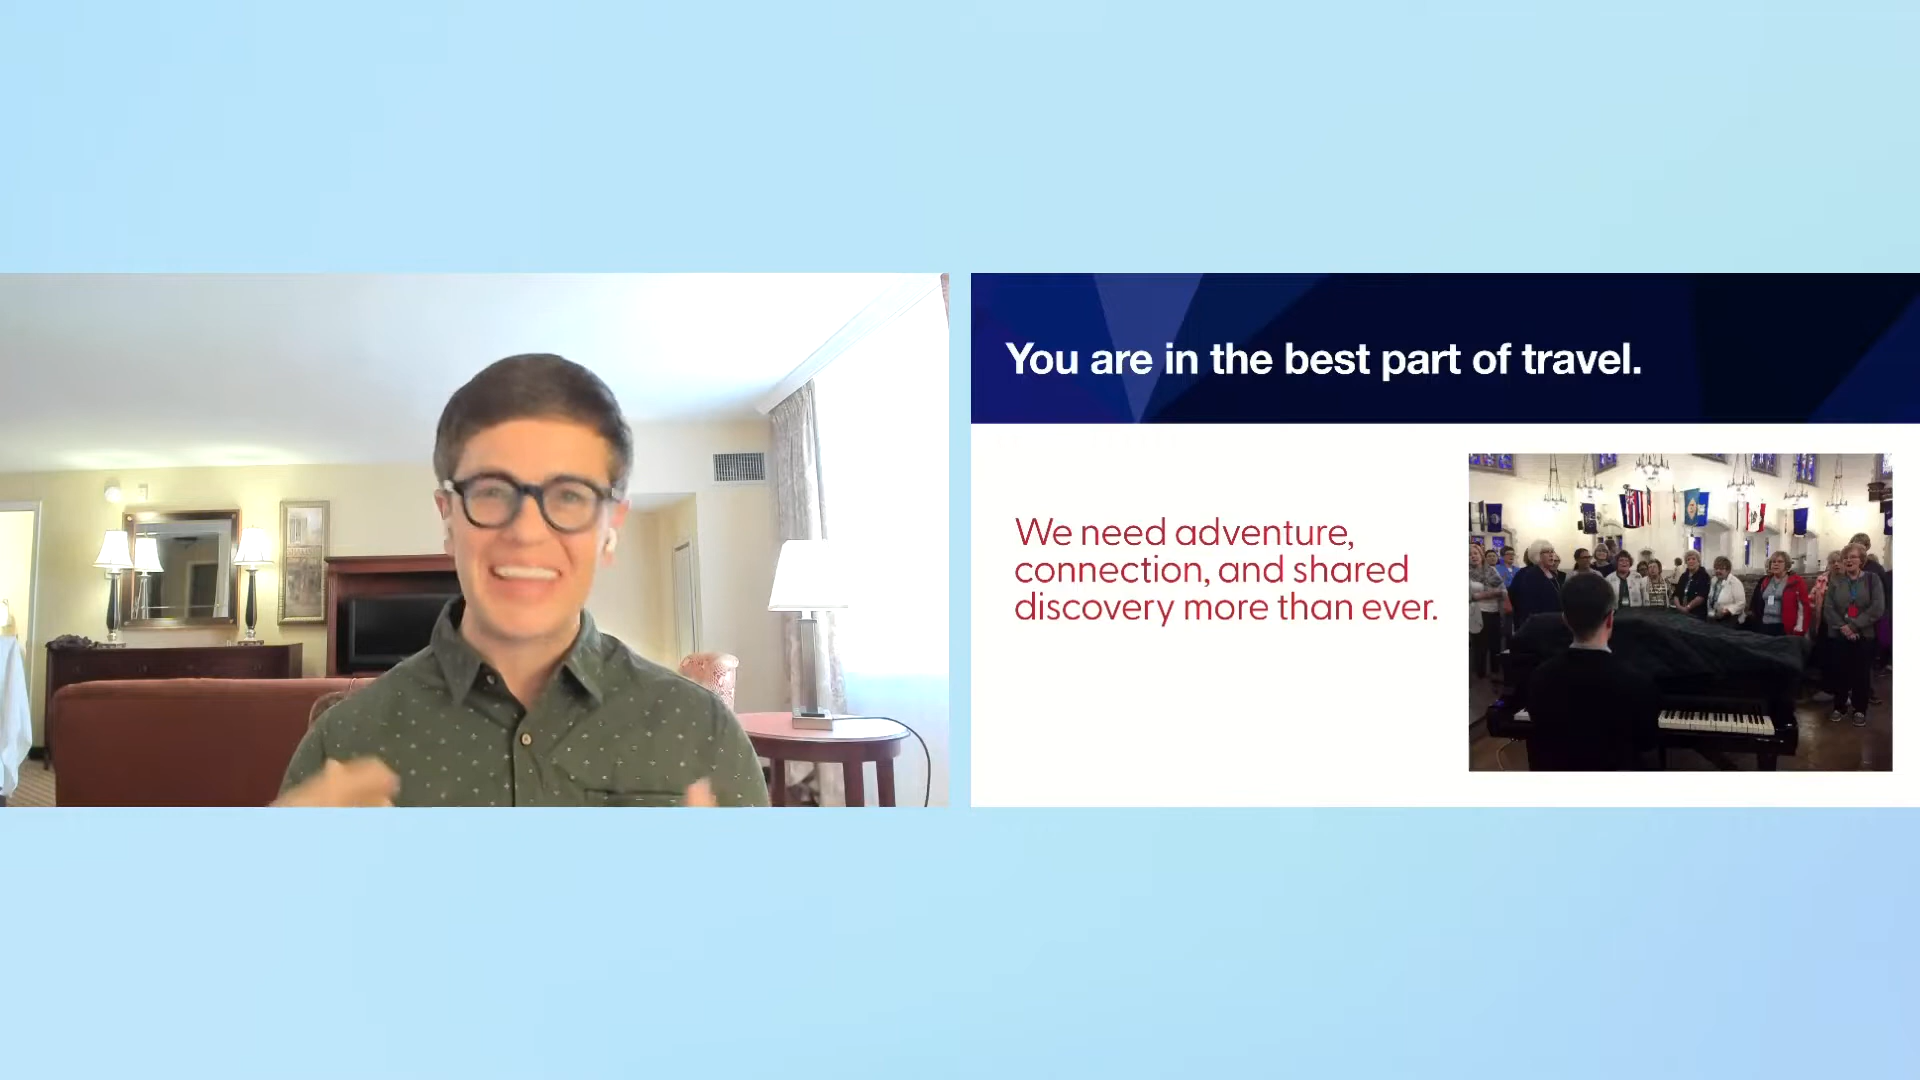 You are in the best part of travel.
We need adventure,
connection, and shared
discovery more than ever.